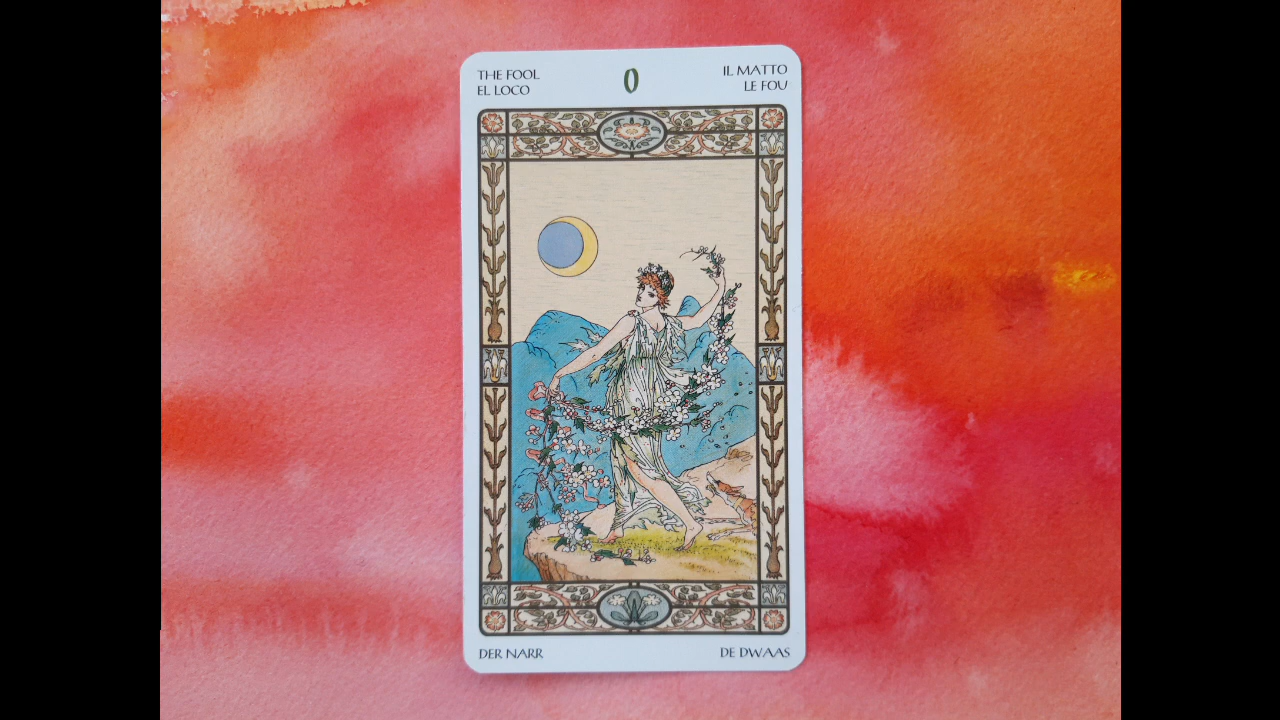 THE FOOL
EL LOCO
0
IL MATTO
LE FOU
DER NARR
DE DWAAS